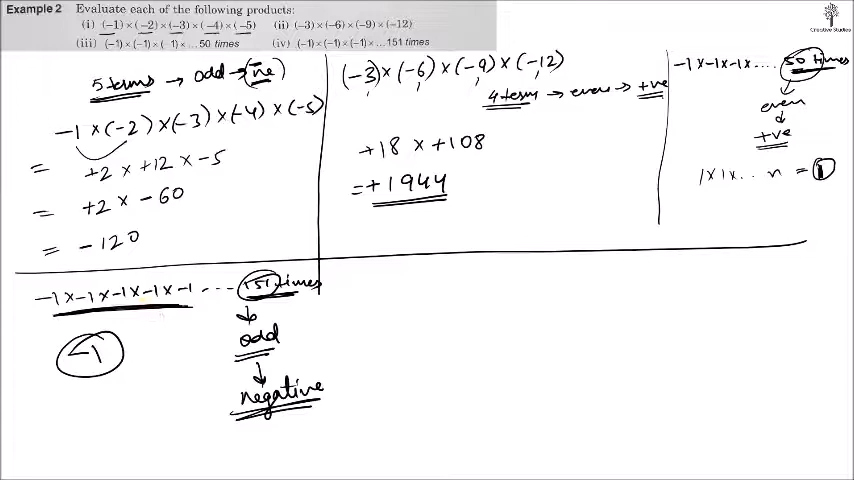 Example 2 Evaluate each of the following products:
(i) (−1)×(−2)×(−3)×(−4)×(−5) (ii) (−3)×(−6)×(−9)×(−12)
(iii) (−1)×(−1)×(−1)×...50 times (iv) (−1)×(−1)×(−1)×...151 times
Creative Studies
5 terms → odd → (-ve)
-1 × (-2) × (-3) × (-4) × (-5)
= +2 × +12 × -5
= +2 × -60
= -120
(-3) × (-6) × (-9) × (-12)
4 term → even → +ve
+18 × +108
= +1944
-1 × -1 × -1 × .... 50 times
↓
even
↓
+ve
1 × 1 × ... n = 1
-1 × -1 × -1 × -1 × -1 .... 151 times
↓
odd
↓
negative
-1